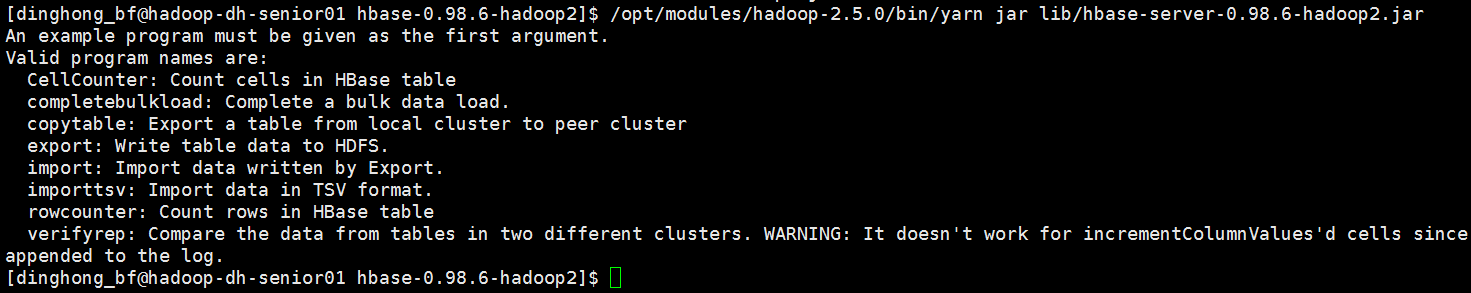 [dinghong_bf@hadoop-dh-senior01 hbase-0.98.6-hadoop2]$ /opt/modules/hadoop-2.5.0/bin/yarn jar lib/hbase-server-0.98.6-hadoop2.jar
An example program must be given as the first argument.
Valid program names are:
  CellCounter: Count cells in HBase table
  completebulkload: Complete a bulk data load.
  copytable: Export a table from local cluster to peer cluster
  export: Write table data to HDFS.
  import: Import data written by Export.
  importtsv: Import data in TSV format.
  rowcounter: Count rows in HBase table
  verifyrep: Compare the data from tables in two different clusters. WARNING: It doesn't work for incrementColumnValues'd cells since
appended to the log.
[dinghong_bf@hadoop-dh-senior01 hbase-0.98.6-hadoop2]$